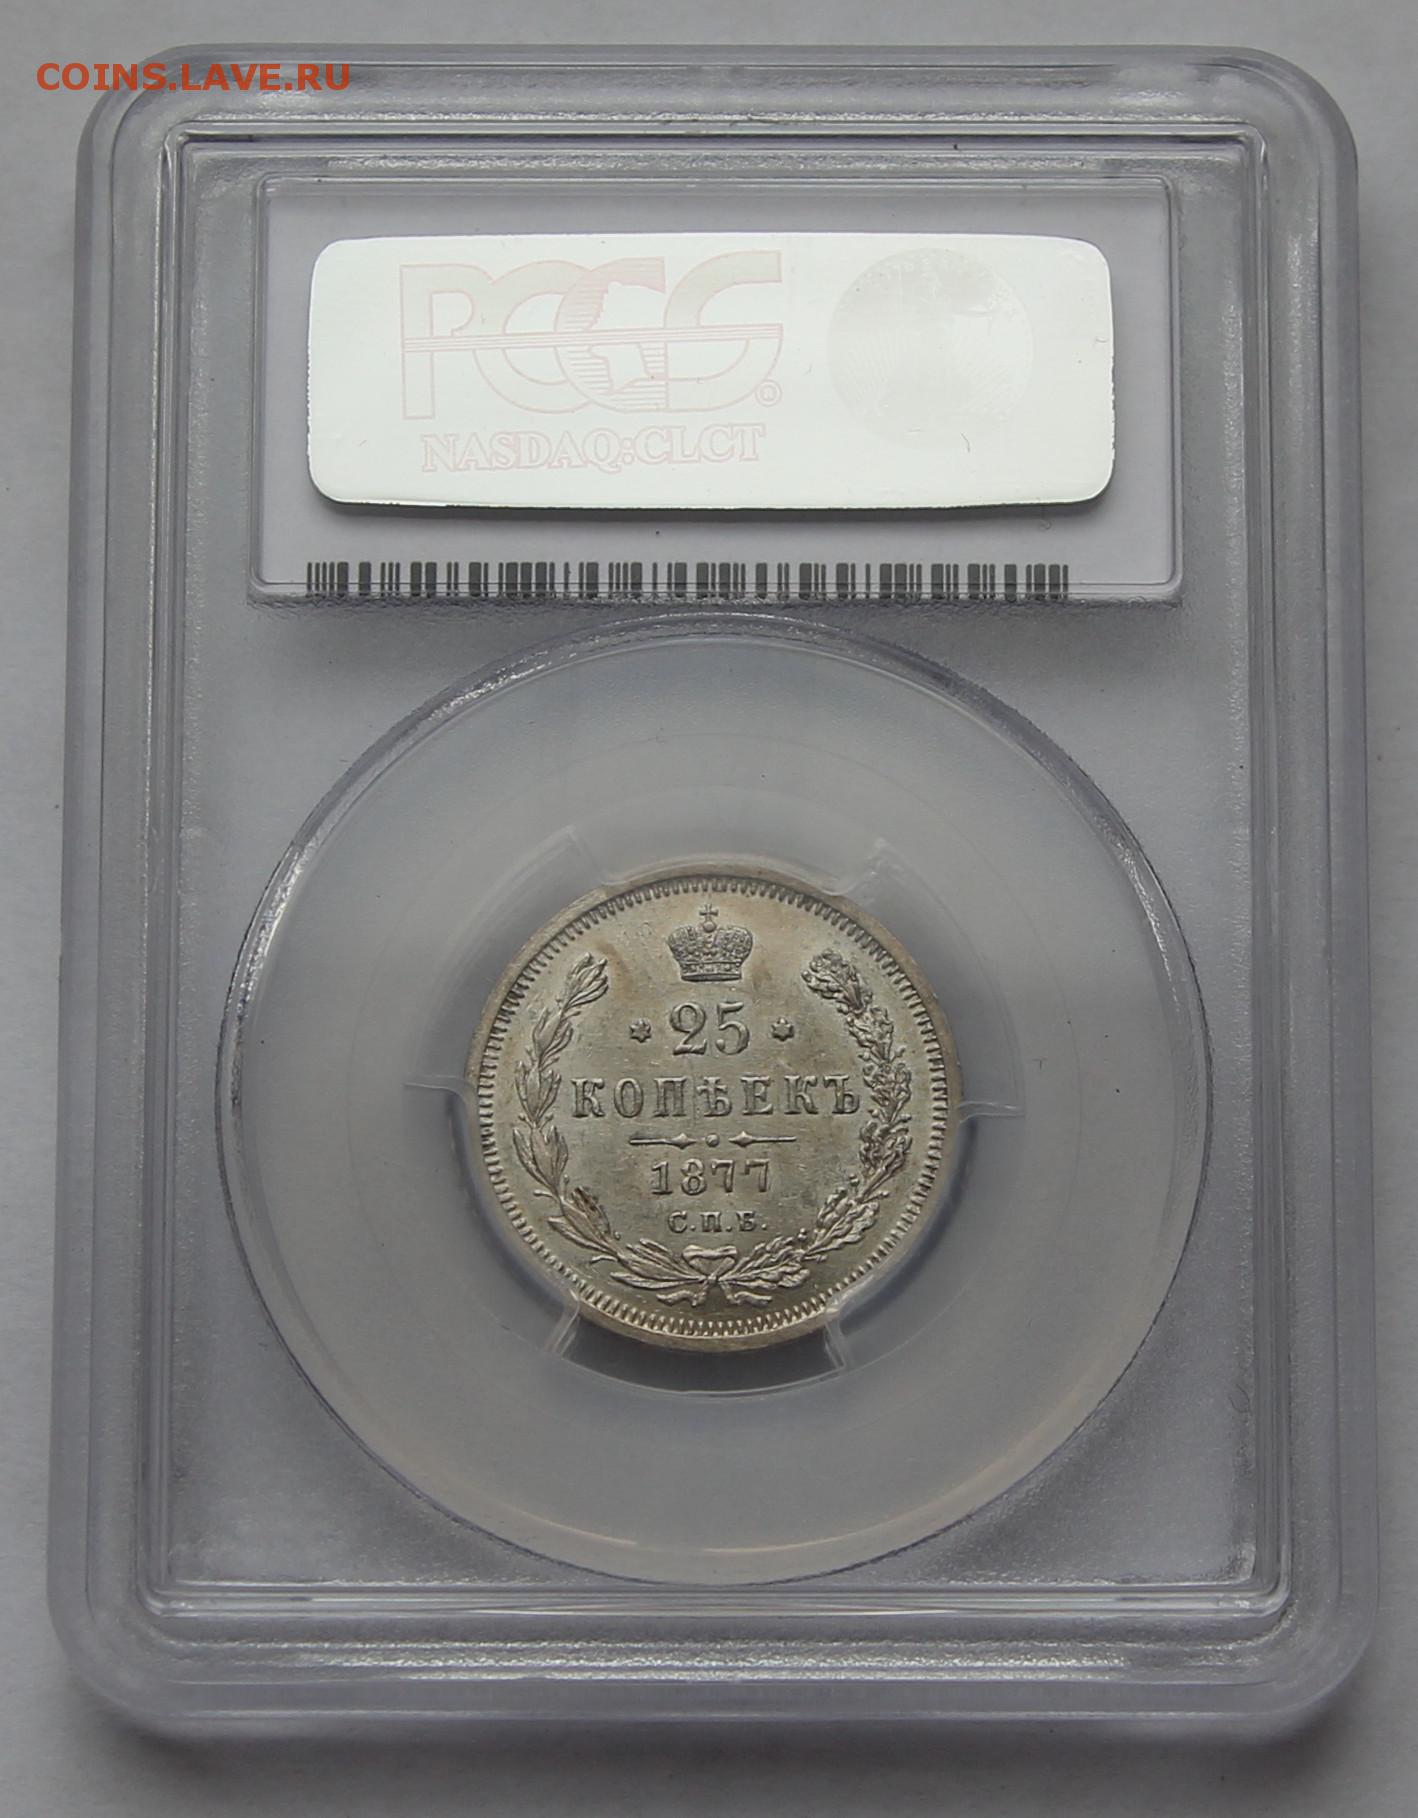 COINS.LAVE.RU
PCGS®
NASDAQ:CLCT
* 25 *
КОПѢЕКЪ
1877
С.П.Б.